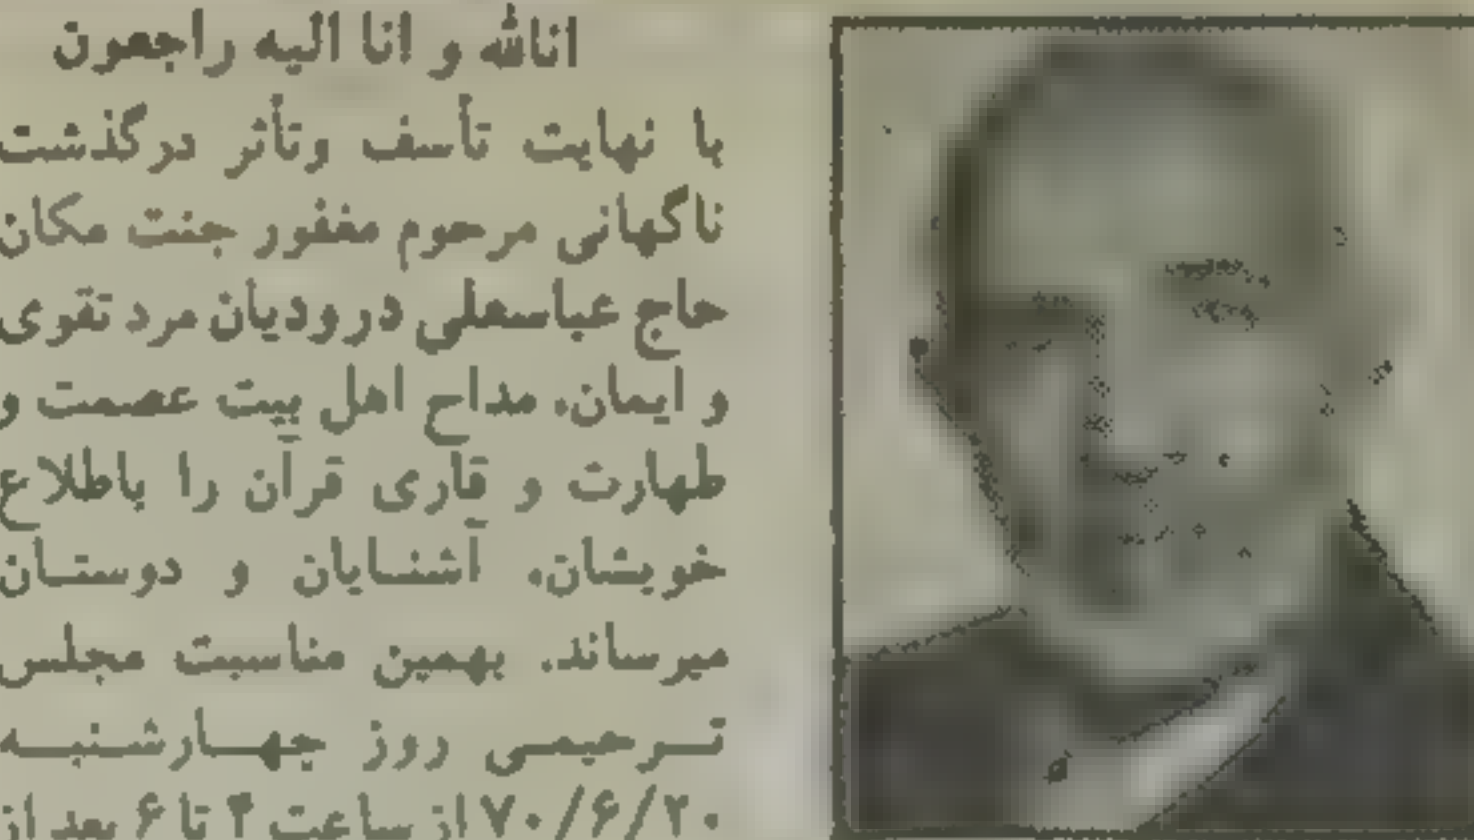 انالله و انا الیه راجعون
با نهایت تأسف وتأثر درگذشت
ناگهانی مرحوم مغفور جنت مکان
حاج عباسعلی درودیان مرد تقوی
و ایمان، مداح اهل بیت عصمت و
طهارت و قاری قرآن را باطلاع
خویشان، آشنایان و دوستان
میرساند. بهمین مناسبت مجلس
ترحیمی روز چهارشنبه
۷۰/۶/۲۰ از ساعت ۴ تا ۶ بعد از